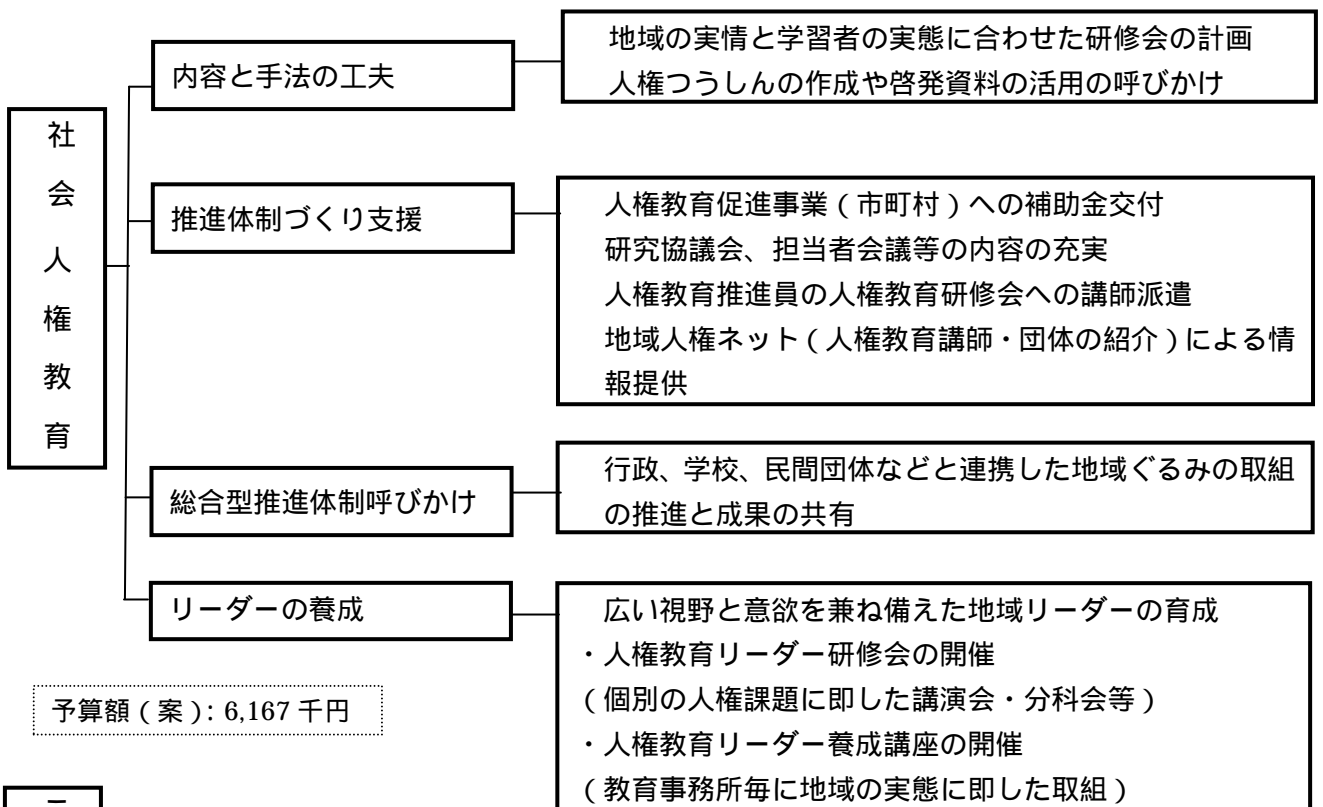 社会人権教育
内容と手法の工夫
地域の実情と学習者の実態に合わせた研修会の計画
人権つうしんの作成や啓発資料の活用の呼びかけ
推進体制づくり支援
人権教育促進事業(市町村)への補助金交付
研究協議会、担当者会議等の内容の充実
人権教育推進員の人権教育研修会への講師派遣
地域人権ネット(人権教育講師・団体の紹介)による情
報提供
総合型推進体制呼びかけ
行政、学校、民間団体などと連携した地域ぐるみの取組
の推進と成果の共有
リーダーの養成
広い視野と意欲を兼ね備えた地域リーダーの育成
・人権教育リーダー研修会の開催
(個別の人権課題に即した講演会・分科会等)
・人権教育リーダー養成講座の開催
(教育事務所毎に地域の実態に即した取組)
予算額(案): 6,167 千円